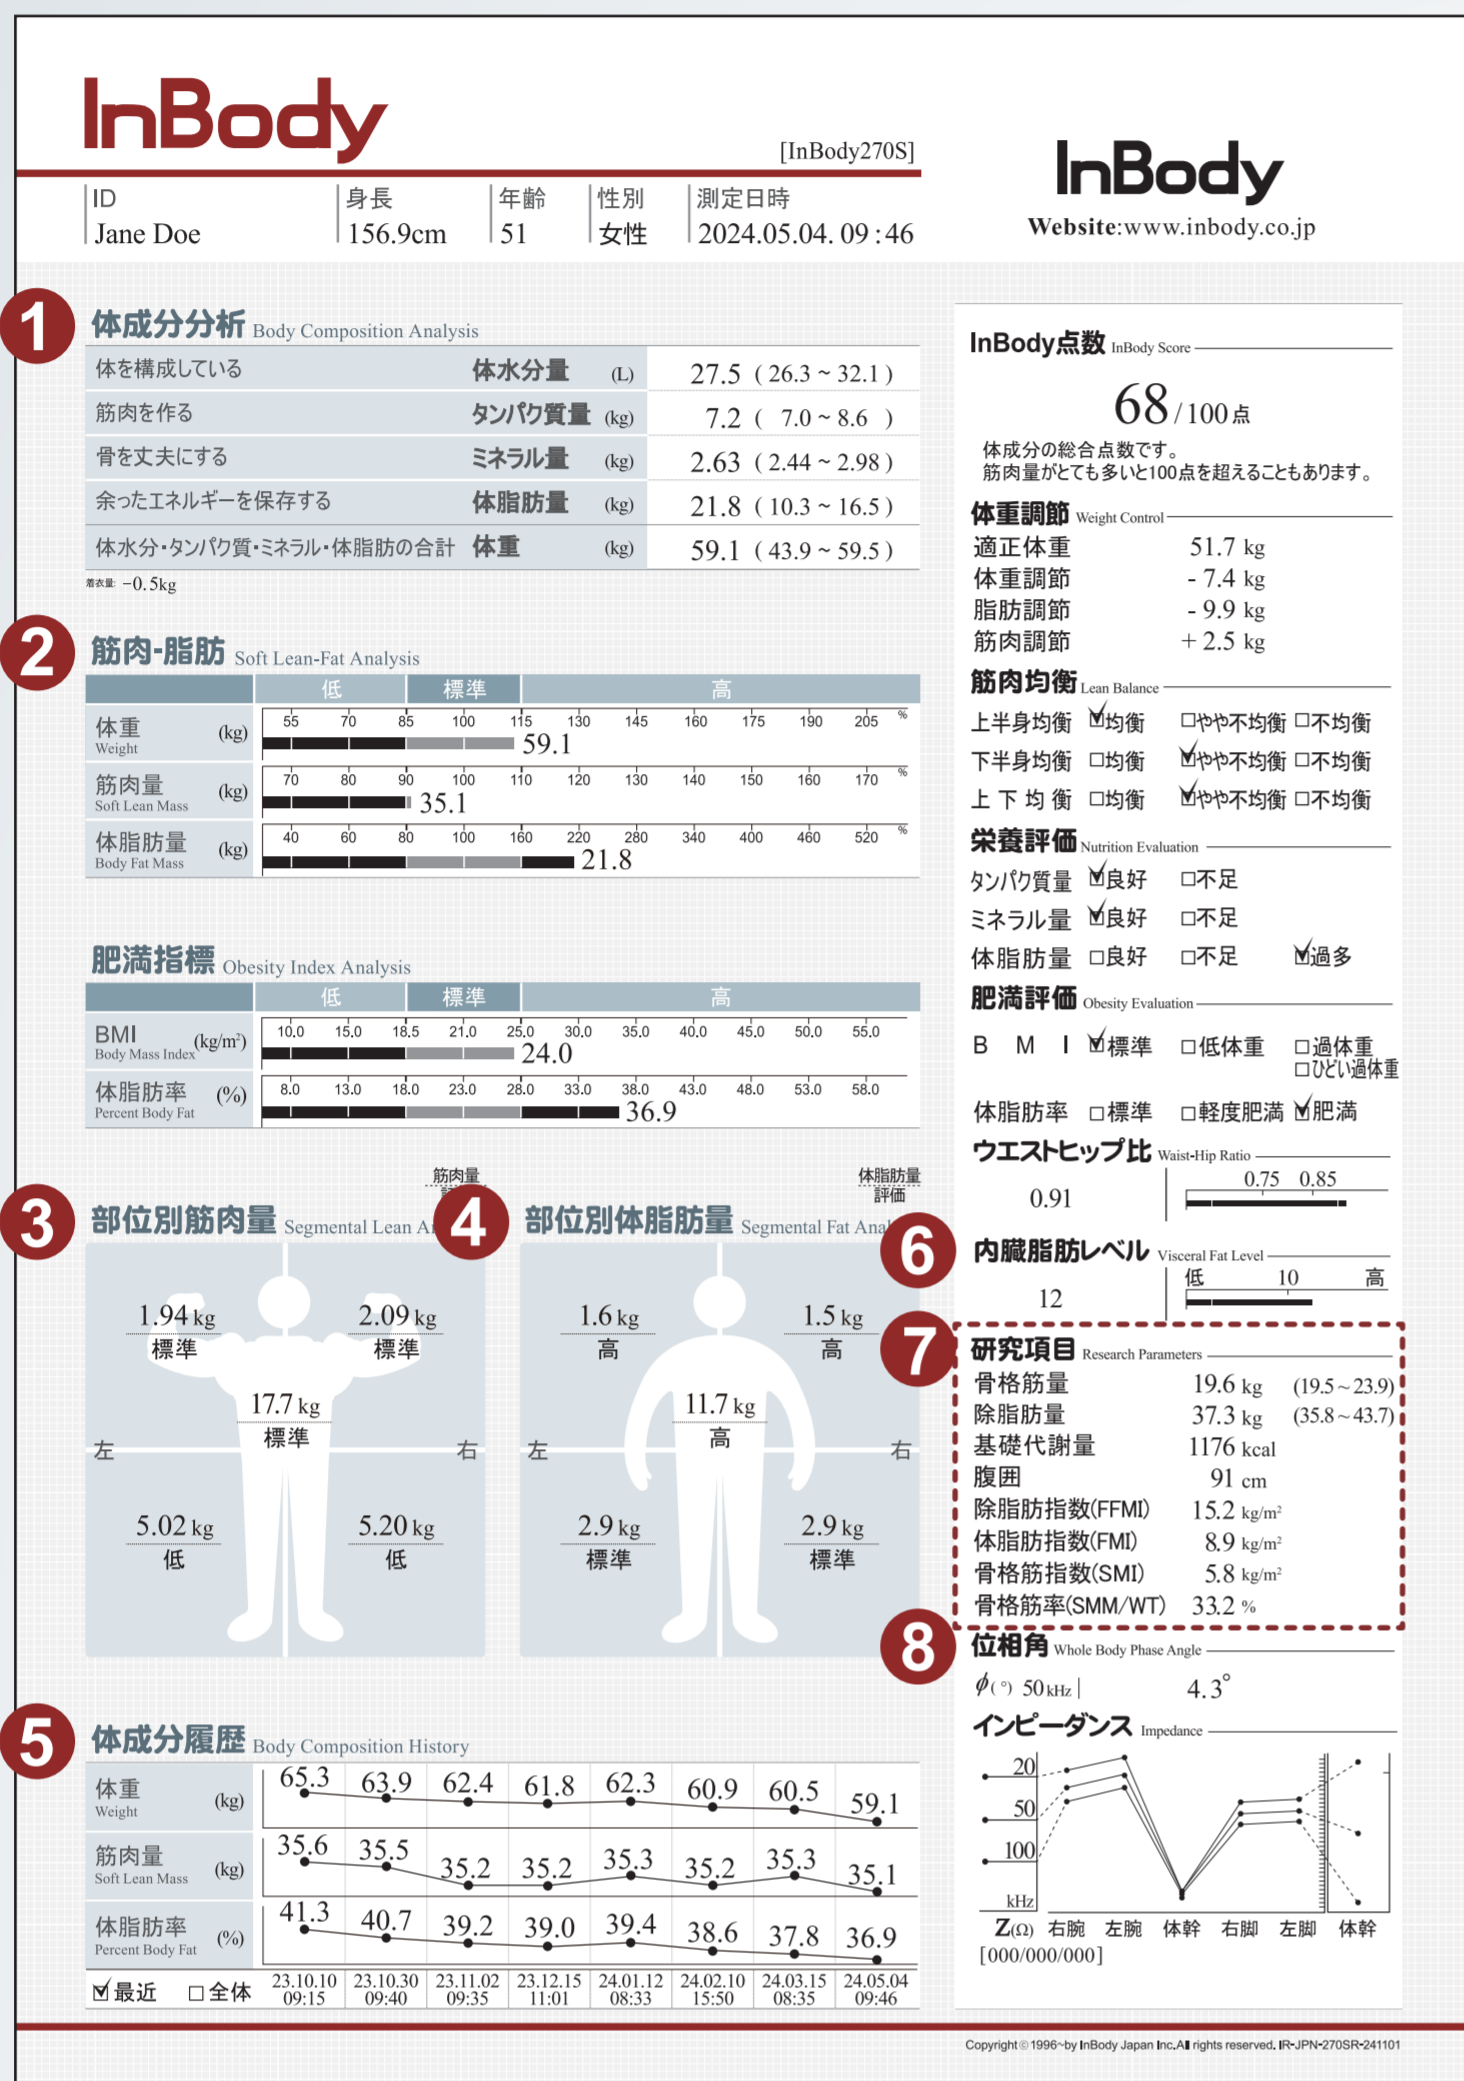 InBody
[InBody270S]
InBody
Website:www.inbody.co.jp
ID 身長 年齢 性別 測定日時
Jane Doe 156.9cm 51 女性 2024.05.04. 09 : 46
1
体成分分析 Body Composition Analysis
体を構成している 体水分量 (L) 27.5 ( 26.3 ~ 32.1 )
筋肉を作る タンパク質量 (kg) 7.2 ( 7.0 ~ 8.6 )
骨を丈夫にする ミネラル量 (kg) 2.63 ( 2.44 ~ 2.98 )
余ったエネルギーを保存する 体脂肪量 (kg) 21.8 ( 10.3 ~ 16.5 )
体水分・タンパク質・ミネラル・体脂肪の合計 体重 (kg) 59.1 ( 43.9 ~ 59.5 )
着衣量: -0.5kg
2
筋肉-脂肪 Soft Lean-Fat Analysis
低 標準 高
体重 (kg) 55 70 85 100 115 130 145 160 175 190 205 %
Weight 59.1
筋肉量 (kg) 70 80 90 100 110 120 130 140 150 160 170 %
Soft Lean Mass 35.1
体脂肪量 (kg) 40 60 80 100 160 220 280 340 400 460 520 %
Body Fat Mass 21.8
肥満指標 Obesity Index Analysis
低 標準 高
BMI (kg/m²) 10.0 15.0 18.5 21.0 25.0 30.0 35.0 40.0 45.0 50.0 55.0
Body Mass Index 24.0
体脂肪率 (%) 8.0 13.0 18.0 23.0 28.0 33.0 38.0 43.0 48.0 53.0 58.0
Percent Body Fat 36.9
筋肉量
3
部位別筋肉量 Segmental Lean
1.94 kg 2.09 kg
標準 標準
17.7 kg
標準
左 右
5.02 kg 5.20 kg
低 低
体脂肪量
評価
4
部位別体脂肪量 Segmental Fat
1.6 kg 1.5 kg
高 高
11.7 kg
高
左 右
2.9 kg 2.9 kg
標準 標準
5
体成分履歴 Body Composition History
体重 (kg) 65.3 63.9 62.4 61.8 62.3 60.9 60.5 59.1
Weight
筋肉量 (kg) 35.6 35.5 35.2 35.2 35.3 35.2 35.3 35.1
Soft Lean Mass
体脂肪率 (%) 41.3 40.7 39.2 39.0 39.4 38.6 37.8 36.9
Percent Body Fat
☑最近 □全体 23.10.10 23.10.30 23.11.02 23.12.15 24.01.12 24.02.10 24.03.15 24.05.04
09:15 09:40 09:35 11:01 08:33 15:50 08:35 09:46
InBody点数 InBody Score
68/100点
体成分の総合点数です。
筋肉量がとても多いと100点を超えることもあります。
体重調節 Weight Control
適正体重 51.7 kg
体重調節 - 7.4 kg
脂肪調節 - 9.9 kg
筋肉調節 + 2.5 kg
筋肉均衡 Lean Balance
上半身均衡 ☑均衡 □やや不均衡 □不均衡
下半身均衡 □均衡 ☑やや不均衡 □不均衡
上下均衡 □均衡 ☑やや不均衡 □不均衡
栄養評価 Nutrition Evaluation
タンパク質量 ☑良好 □不足
ミネラル量 ☑良好 □不足
体脂肪量 □良好 □不足 ☑過多
肥満評価 Obesity Evaluation
B M I ☑標準 □低体重 □過体重
□ひどい過体重
体脂肪率 □標準 □軽度肥満 ☑肥満
ウエストヒップ比 Waist-Hip Ratio
0.91 0.75 0.85
6
内臓脂肪レベル Visceral Fat Level
12 低 10 高
7
研究項目 Research Parameters
骨格筋量 19.6 kg (19.5 ~ 23.9)
除脂肪量 37.3 kg (35.8 ~ 43.7)
基礎代謝量 1176 kcal
腹囲 91 cm
除脂肪指数(FFMI) 15.2 kg/m²
体脂肪指数(FMI) 8.9 kg/m²
骨格筋指数(SMI) 5.8 kg/m²
骨格筋率(SMM/WT) 33.2 %
8
位相角 Whole Body Phase Angle
ϕ(°) 50kHz | 4.3°
インピーダンス Impedance
20
50
100
kHz
Z(Ω) 右腕 左腕 体幹 右脚 左脚 体幹
[000/000/000]
Copyright©1996~by InBody Japan Inc.All rights reserved. IR-JPN-270SR-241101